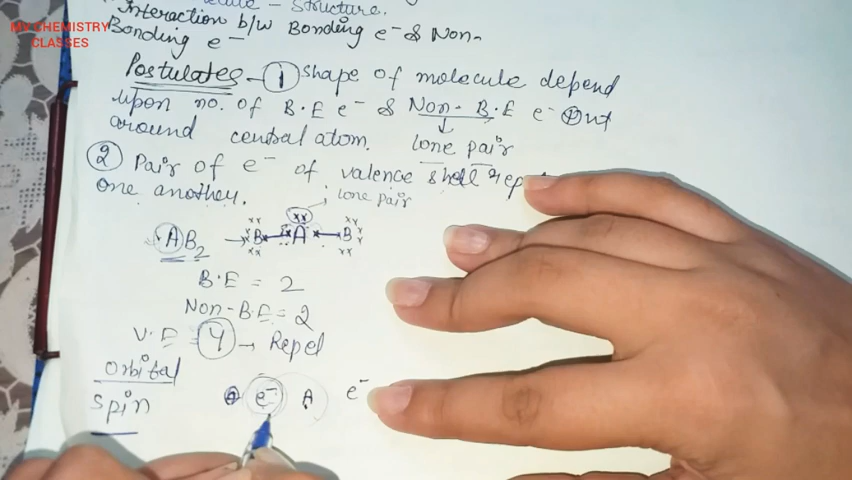 MY CHEMISTRY CLASSES
Structure.
Interaction b/w Bonding e⁻ & Non-
Bonding e⁻
Postulates - ① Shape of molecule depend
upon no. of B.E e⁻ & Non-B.E e⁻
around central atom. lone pair
② Pair of e⁻ of valence shell rep
one another.
lone pair
AB₂ → B A B
B.E = 2
Non-B.E = 2
V.E = 4 → Repel
Orbital
Spin
e⁻ A e⁻